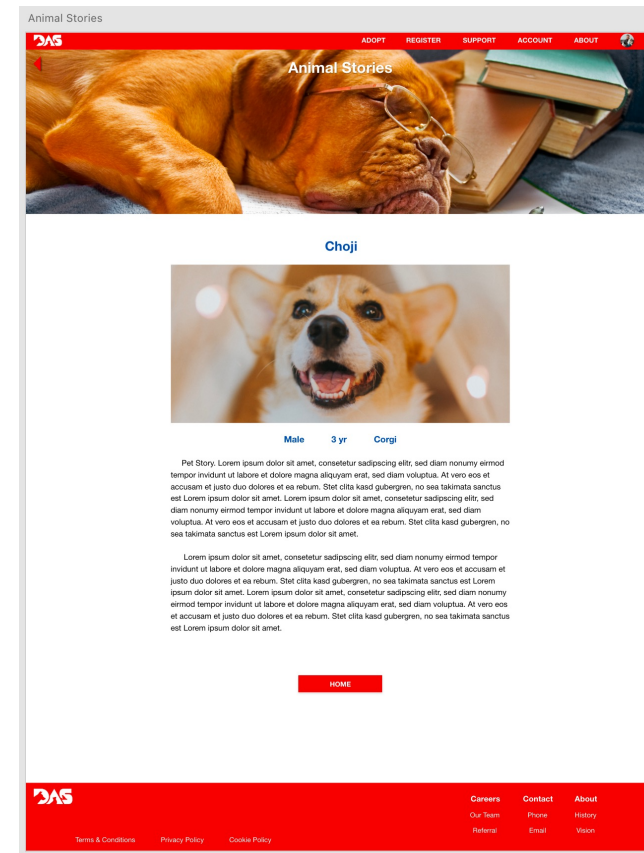 Animal Stories
DAS
ADOPT REGISTER SUPPORT ACCOUNT ABOUT
Animal Stories
Choji
Male 3 yr Corgi
Pet Story. Lorem ipsum dolor sit amet, consetetur sadipscing elitr, sed diam nonumy eirmod
tempor invidunt ut labore et dolore magna aliquyam erat, sed diam voluptua. At vero eos et
accusam et justo duo dolores et ea rebum. Stet clita kasd gubergren, no sea takimata sanctus
est Lorem ipsum dolor sit amet. Lorem ipsum dolor sit amet, consetetur sadipscing elitr, sed
diam nonumy eirmod tempor invidunt ut labore et dolore magna aliquyam erat, sed diam
voluptua. At vero eos et accusam et justo duo dolores et ea rebum. Stet clita kasd gubergren, no
sea takimata sanctus est Lorem ipsum dolor sit amet.
Lorem ipsum dolor sit amet, consetetur sadipscing elitr, sed diam nonumy eirmod tempor
invidunt ut labore et dolore magna aliquyam erat, sed diam voluptua. At vero eos et accusam et
justo duo dolores et ea rebum. Stet clita kasd gubergren, no sea takimata sanctus est Lorem
ipsum dolor sit amet. Lorem ipsum dolor sit amet, consetetur sadipscing elitr, sed diam nonumy
eirmod tempor invidunt ut labore et dolore magna aliquyam erat, sed diam voluptua. At vero eos
et accusam et justo duo dolores et ea rebum. Stet clita kasd gubergren, no sea takimata sanctus
est Lorem ipsum dolor sit amet.
HOME
DAS
Careers Contact About
Our Team Phone History
Referral Email Vision
Terms & Conditions Privacy Policy Cookie Policy